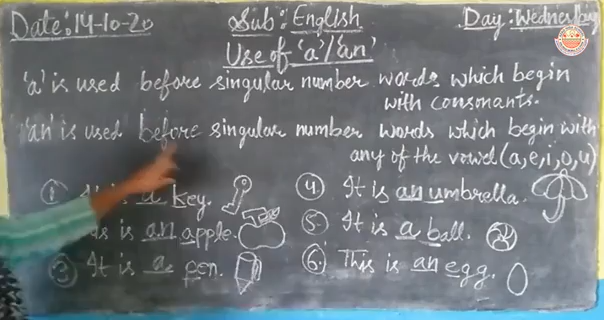 Date: 14-10-20 Sub: English Day: Wednesday
Use of 'a'/'an'
'a' is used before singular number words which begin
with consonants.
'an' is used before singular number words which begin with
any of the vowel (a, e, i, o, u)
① is a key.
④ It is an umbrella.
is an apple.
⑤ It is a ball.
③ It is a pen.
⑥ This is an egg.